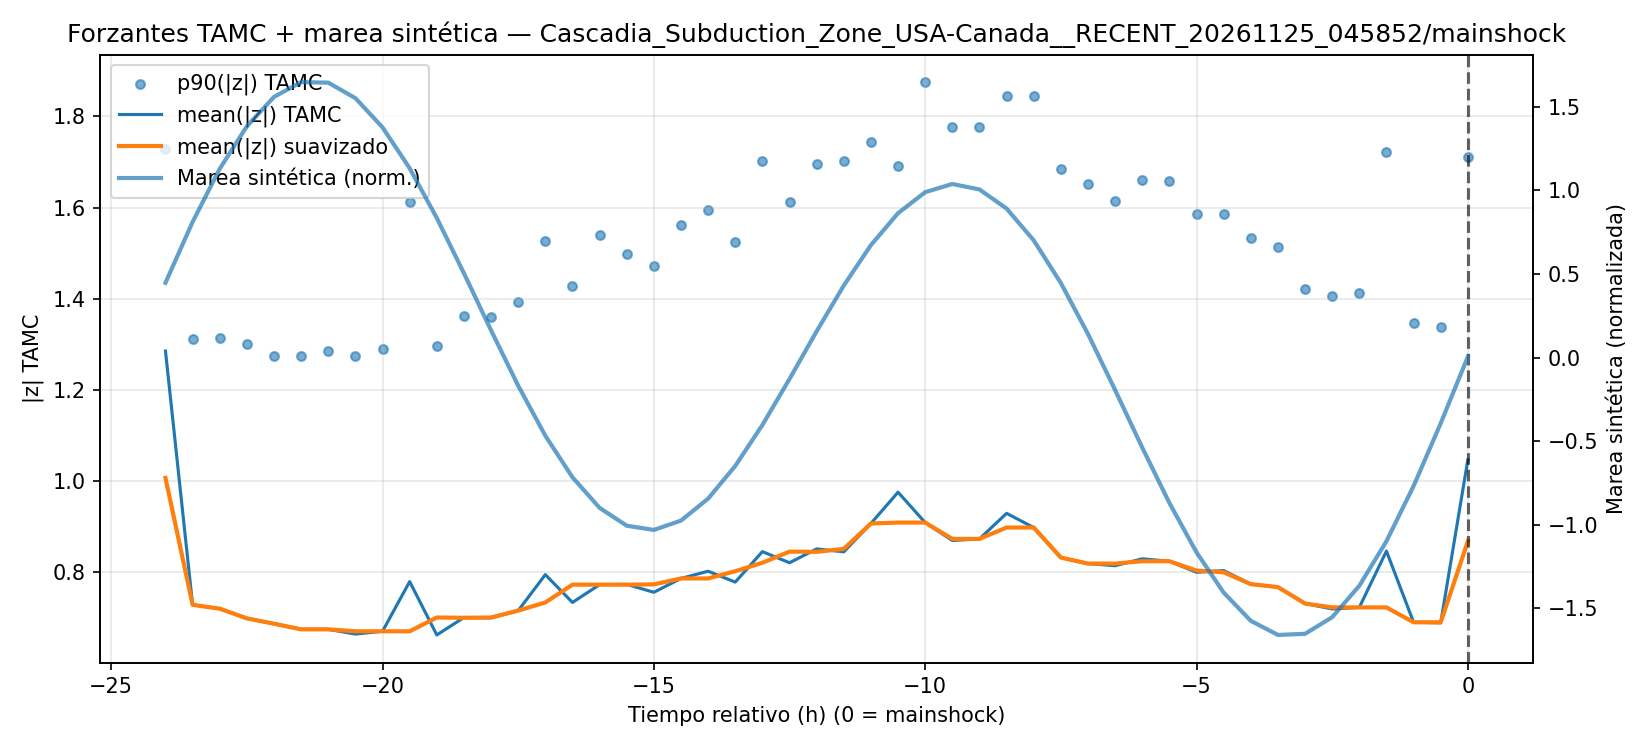 Forzantes TAMC + marea sintética — Cascadia_Subduction_Zone_USA-Canada__RECENT_20261125_045852/mainshock
p90(|z|) TAMC
mean(|z|) TAMC
mean(|z|) suavizado
Marea sintética (norm.)
|z| TAMC
1.8
1.6
1.4
1.2
1.0
0.8
1.5
1.0
0.5
0.0
−0.5
−1.0
−1.5
Marea sintética (normalizada)
−25
−20
−15
−10
−5
0
Tiempo relativo (h) (0 = mainshock)